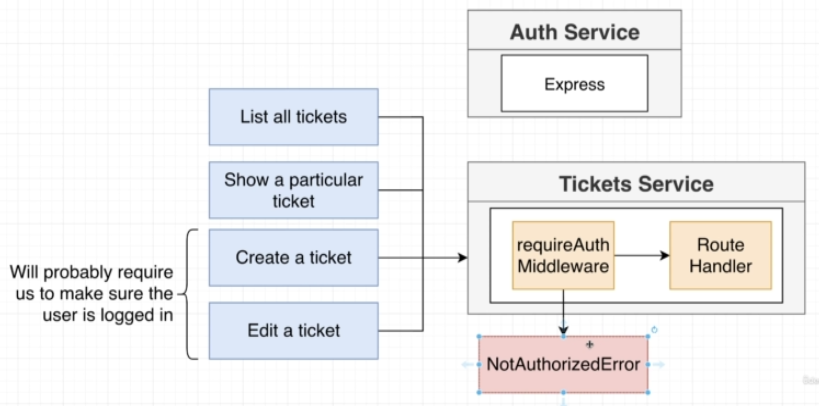 Auth Service
Express
List all tickets
Show a particular
ticket
Create a ticket
Edit a ticket
Will probably require
us to make sure the
user is logged in
Tickets Service
requireAuth
Middleware
Route
Handler
NotAuthorizedError